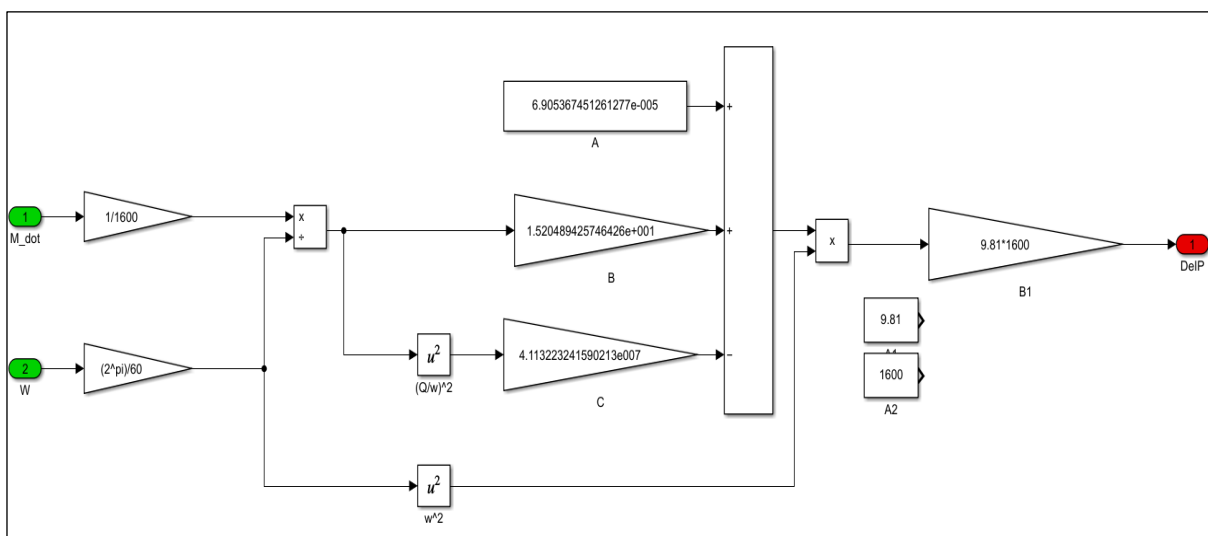 6.905367451261277e-005
+
A
1
1/1600
x
÷
M_dot
1.520489425746426e+001
+
B
x
9.81*1600
B1
1
DelP
9.81
2
(2^pi)/60
W
u²
(Q/w)^2
4.113223241590213e007
−
C
1600
A2
u²
w^2